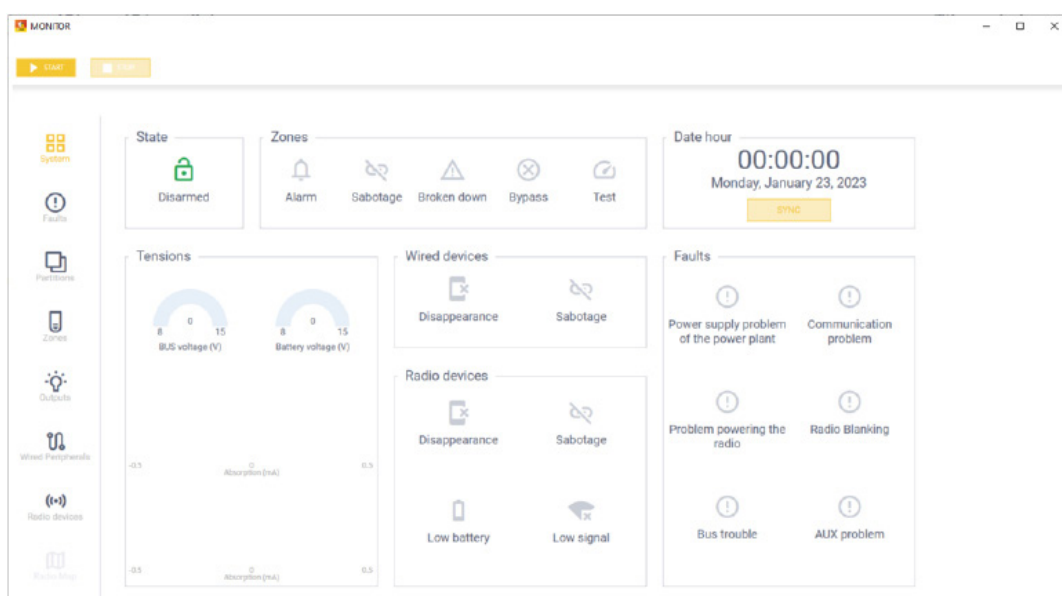 MONITOR
START
STOP
System
Faults
Partitions
Zones
Outputs
Wired Peripherals
Radio devices
Radio Map
State
Disarmed
Zones
Alarm
Sabotage
Broken down
Bypass
Test
Date hour
00:00:00
Monday, January 23, 2023
SYNC
Tensions
0
8 15
BUS voltage (V)
0
8 15
Battery voltage (V)
-0.5 0 0.5
Absorption (mA)
-0.5 0 0.5
Absorption (mA)
Wired devices
Disappearance
Sabotage
Radio devices
Disappearance
Sabotage
Low battery
Low signal
Faults
Power supply problem
of the power plant
Communication
problem
Problem powering the
radio
Radio Blanking
Bus trouble
AUX problem